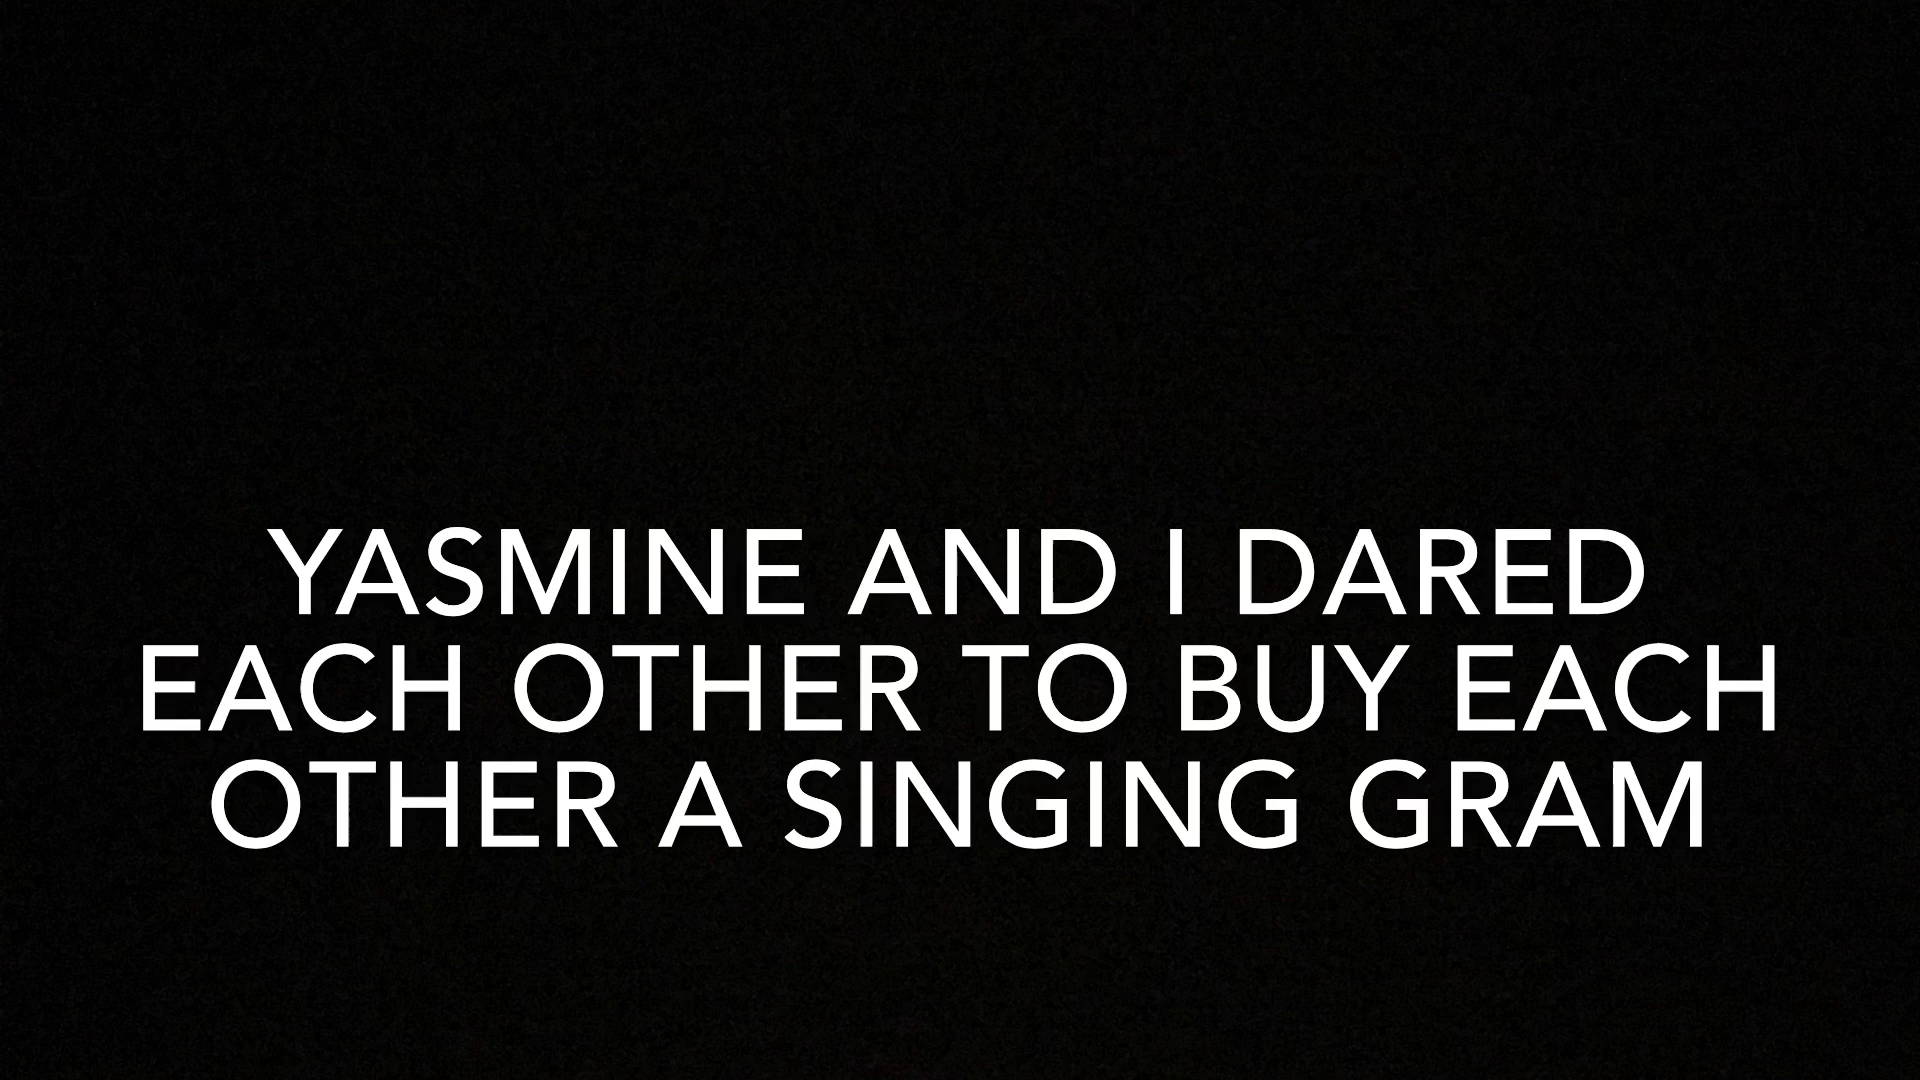 YASMINE AND I DARED
EACH OTHER TO BUY EACH
OTHER A SINGING GRAM